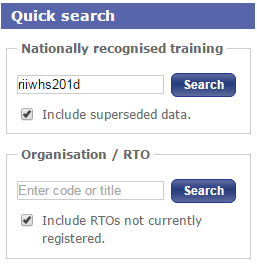 Quick search
Nationally recognised training
riiwhs201d Search
Include superseded data.
Organisation / RTO
Enter code or title Search
Include RTOs not currently
registered.